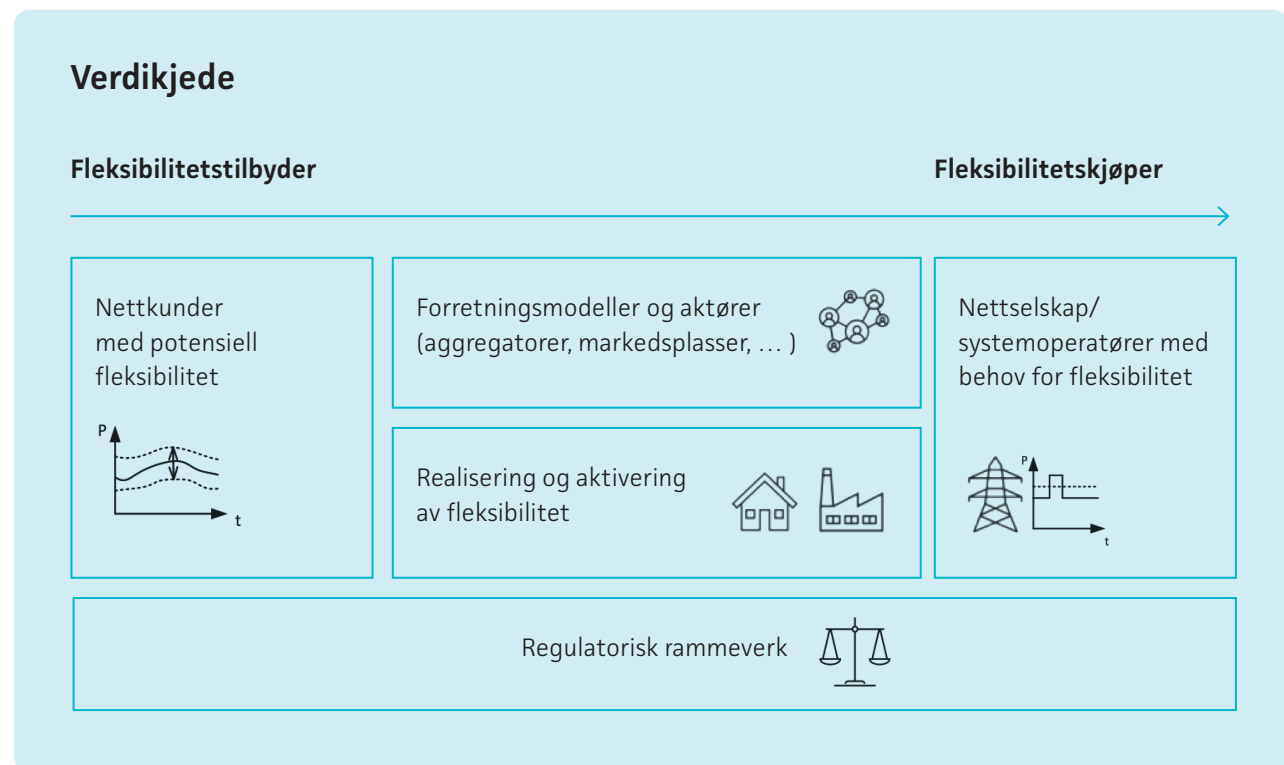 Verdikjede
Fleksibilitetstilbyder
Fleksibilitetskjøper
Nettkunder
med potensiell
fleksibilitet
P
t
Forretningsmodeller og aktører
(aggregatorer, markedsplasser, … )
Realisering og aktivering
av fleksibilitet
Nettselskap/
systemoperatører med
behov for fleksibilitet
P
t
Regulatorisk rammeverk